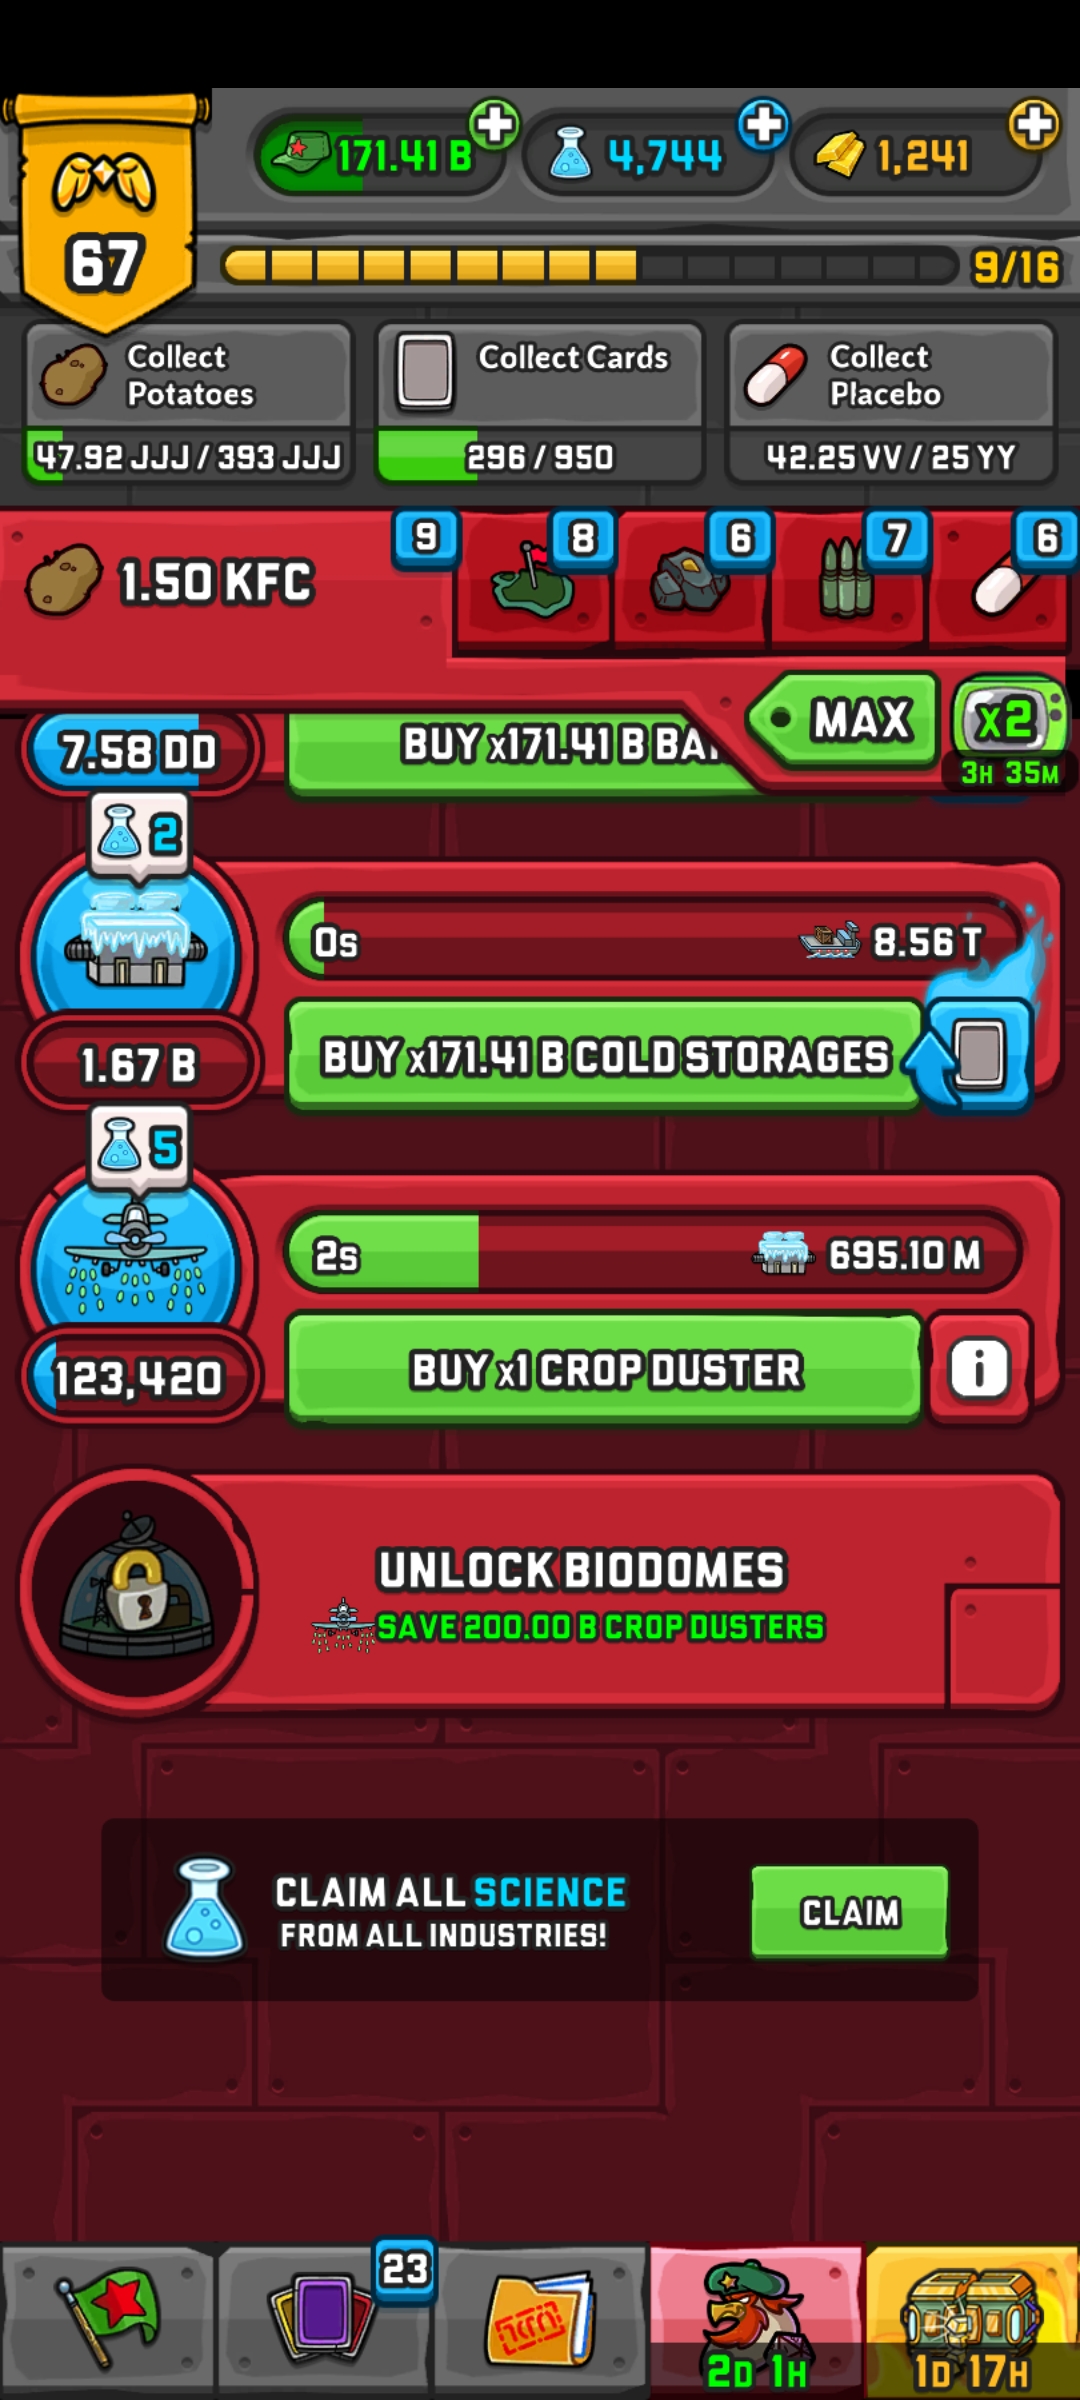 171.41 B
4,744
1,241
67
9/16
Collect
Potatoes
47.92 JJJ / 393 JJJ
Collect Cards
296 / 950
Collect
Placebo
42.25 VV / 25 YY
1.50 KFC
9
8
6
7
6
MAX
x2
3H 35M
7.58 DD
BUY x171.41 B
2
0s
8.56 T
1.67 B
BUY x171.41 B COLD STORAGES
5
2s
695.10 M
123,420
BUY x1 CROP DUSTER
i
UNLOCK BIODOMES
SAVE 200.00 B CROP DUSTERS
CLAIM ALL SCIENCE
FROM ALL INDUSTRIES!
CLAIM
23
2D 1H
1D 17H